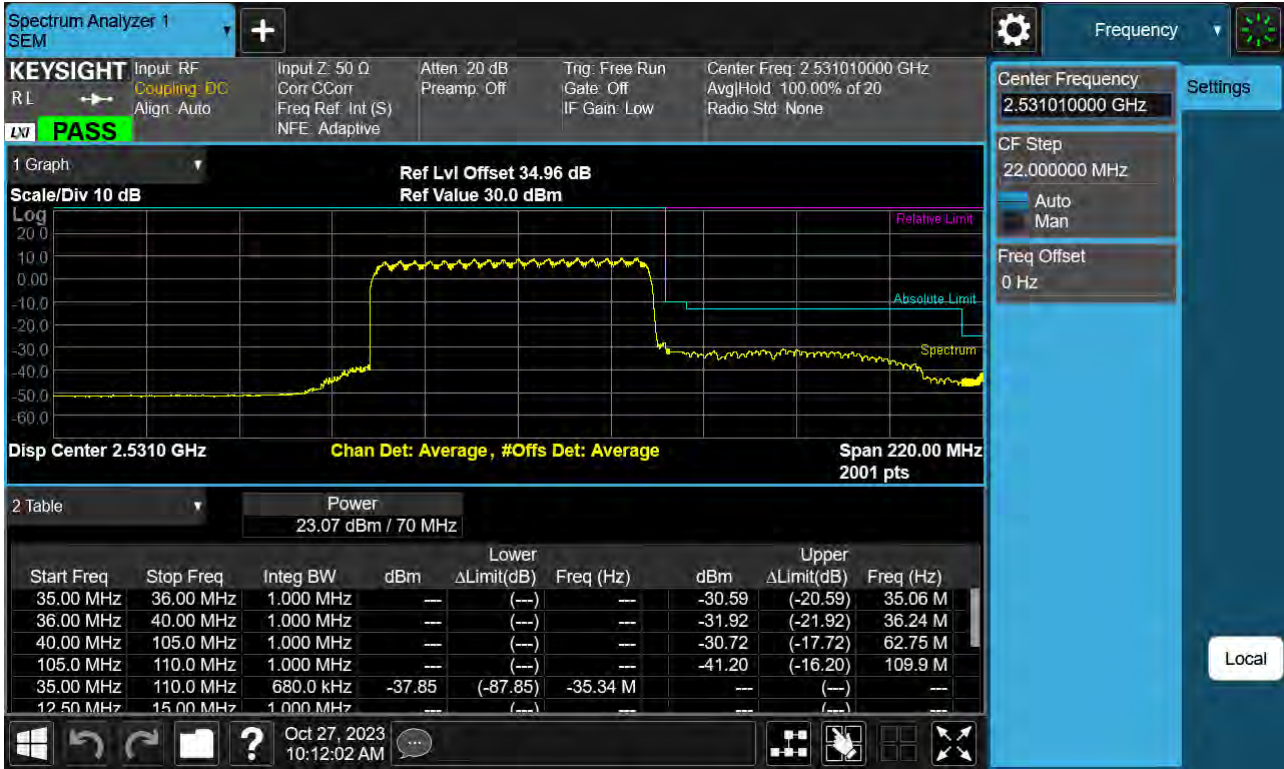 Spectrum Analyzer 1
SEM
+
Frequency
KEYSIGHT
RL
LXI
PASS
Input: RF
Coupling: DC
Align: Auto
Input Z: 50 Ω
Corr CCorr
Freq Ref: Int (S)
NFE: Adaptive
Atten: 20 dB
Preamp: Off
Trig: Free Run
Gate: Off
IF Gain: Low
Center Freq: 2.531010000 GHz
Avg|Hold: 100.00% of 20
Radio Std: None
Center Frequency
2.531010000 GHz
Settings
CF Step
22.000000 MHz
Auto
Man
Freq Offset
0 Hz
Local
1 Graph
Scale/Div 10 dB
Ref Lvl Offset 34.96 dB
Ref Value 30.0 dBm
Log
20.0
10.0
0.00
-10.0
-20.0
-30.0
-40.0
-50.0
-60.0
Relative Limit
Absolute Limit
Spectrum
Disp Center 2.5310 GHz
Chan Det: Average , #Offs Det: Average
Span 220.00 MHz
2001 pts
2 Table
Power
23.07 dBm / 70 MHz
Lower Upper
Start Freq Stop Freq Integ BW dBm ΔLimit(dB) Freq (Hz) dBm ΔLimit(dB) Freq (Hz)
35.00 MHz 36.00 MHz 1.000 MHz --- (---) --- -30.59 (-20.59) 35.06 M
36.00 MHz 40.00 MHz 1.000 MHz --- (---) --- -31.92 (-21.92) 36.24 M
40.00 MHz 105.0 MHz 1.000 MHz --- (---) --- -30.72 (-17.72) 62.75 M
105.0 MHz 110.0 MHz 1.000 MHz --- (---) --- -41.20 (-16.20) 109.9 M
35.00 MHz 110.0 MHz 680.0 kHz -37.85 (-87.85) -35.34 M --- (---) ---
12.50 MHz 15.00 MHz 1.000 MHz --- (---) --- --- (---) ---
?
Oct 27, 2023
10:12:02 AM